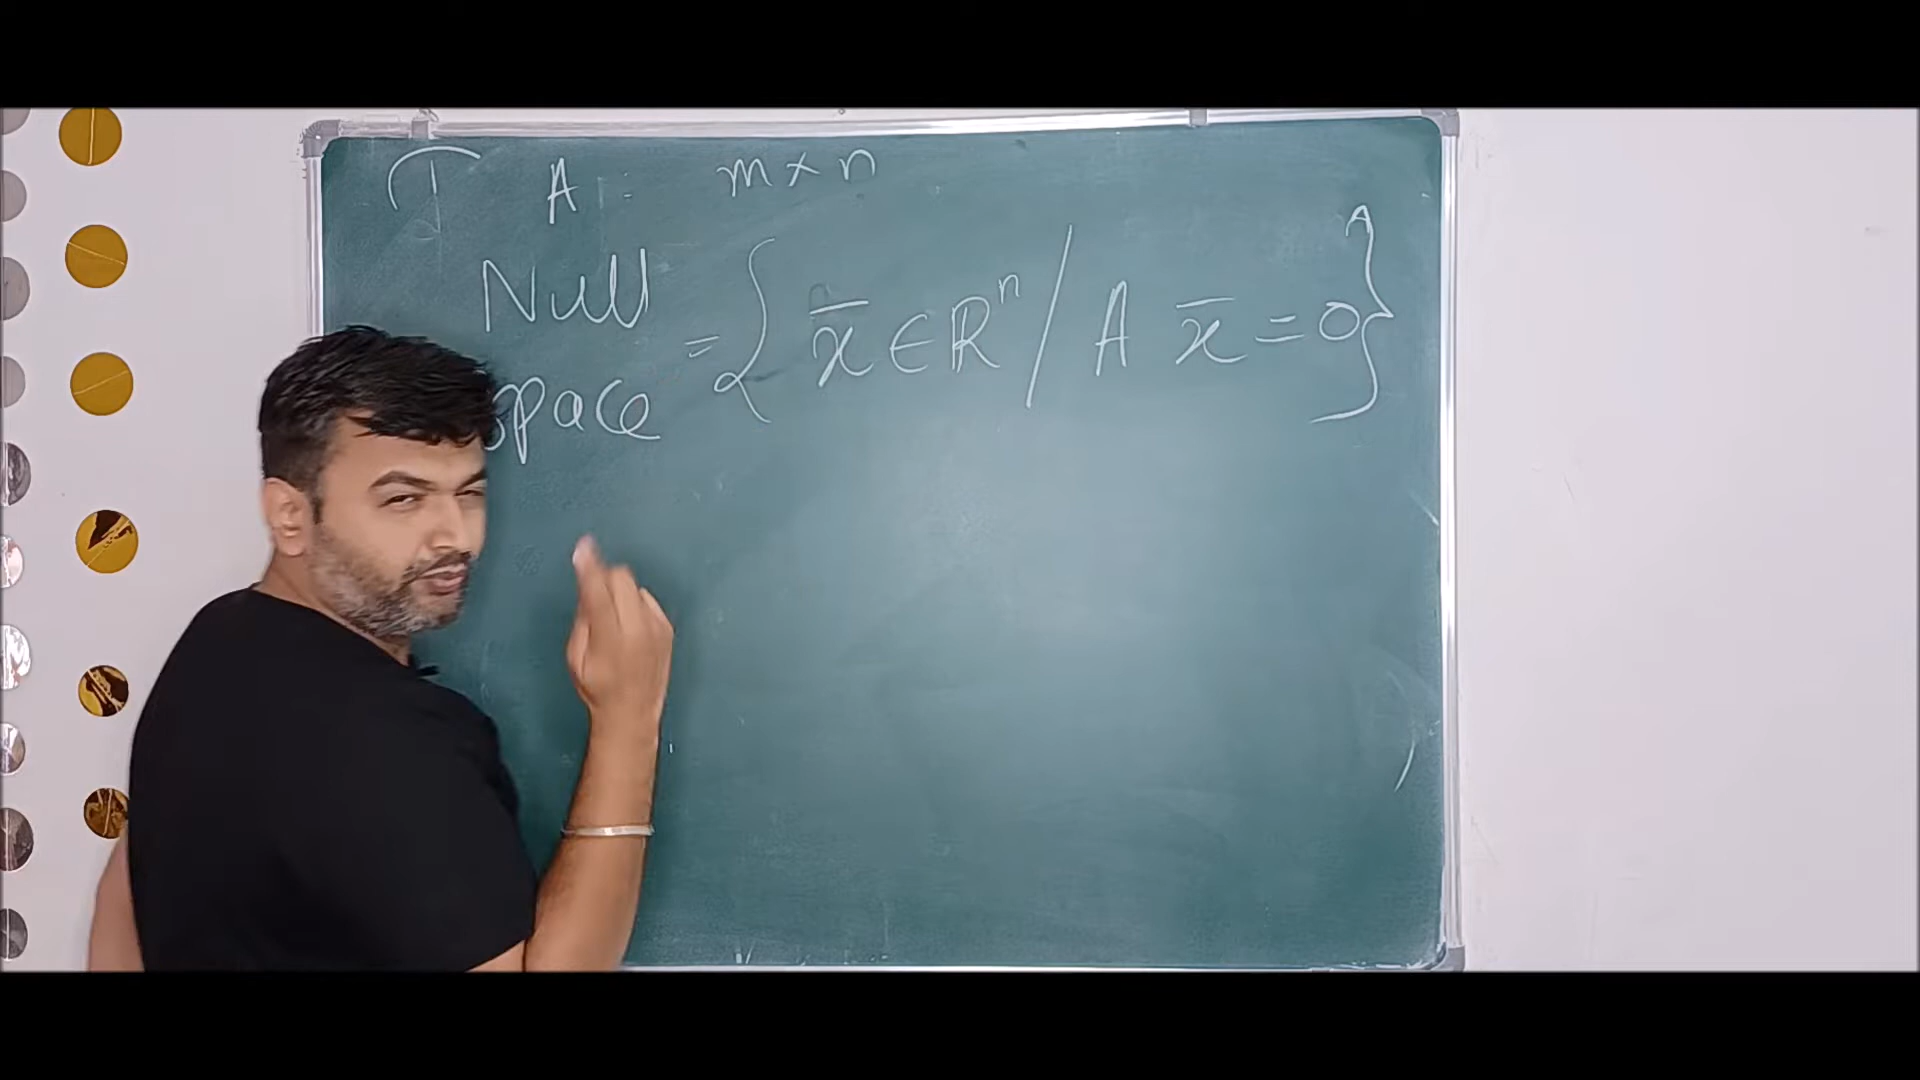 A : m × n
Null
Space = { x̄ ∈ ℝⁿ / A x̄ = 0 }